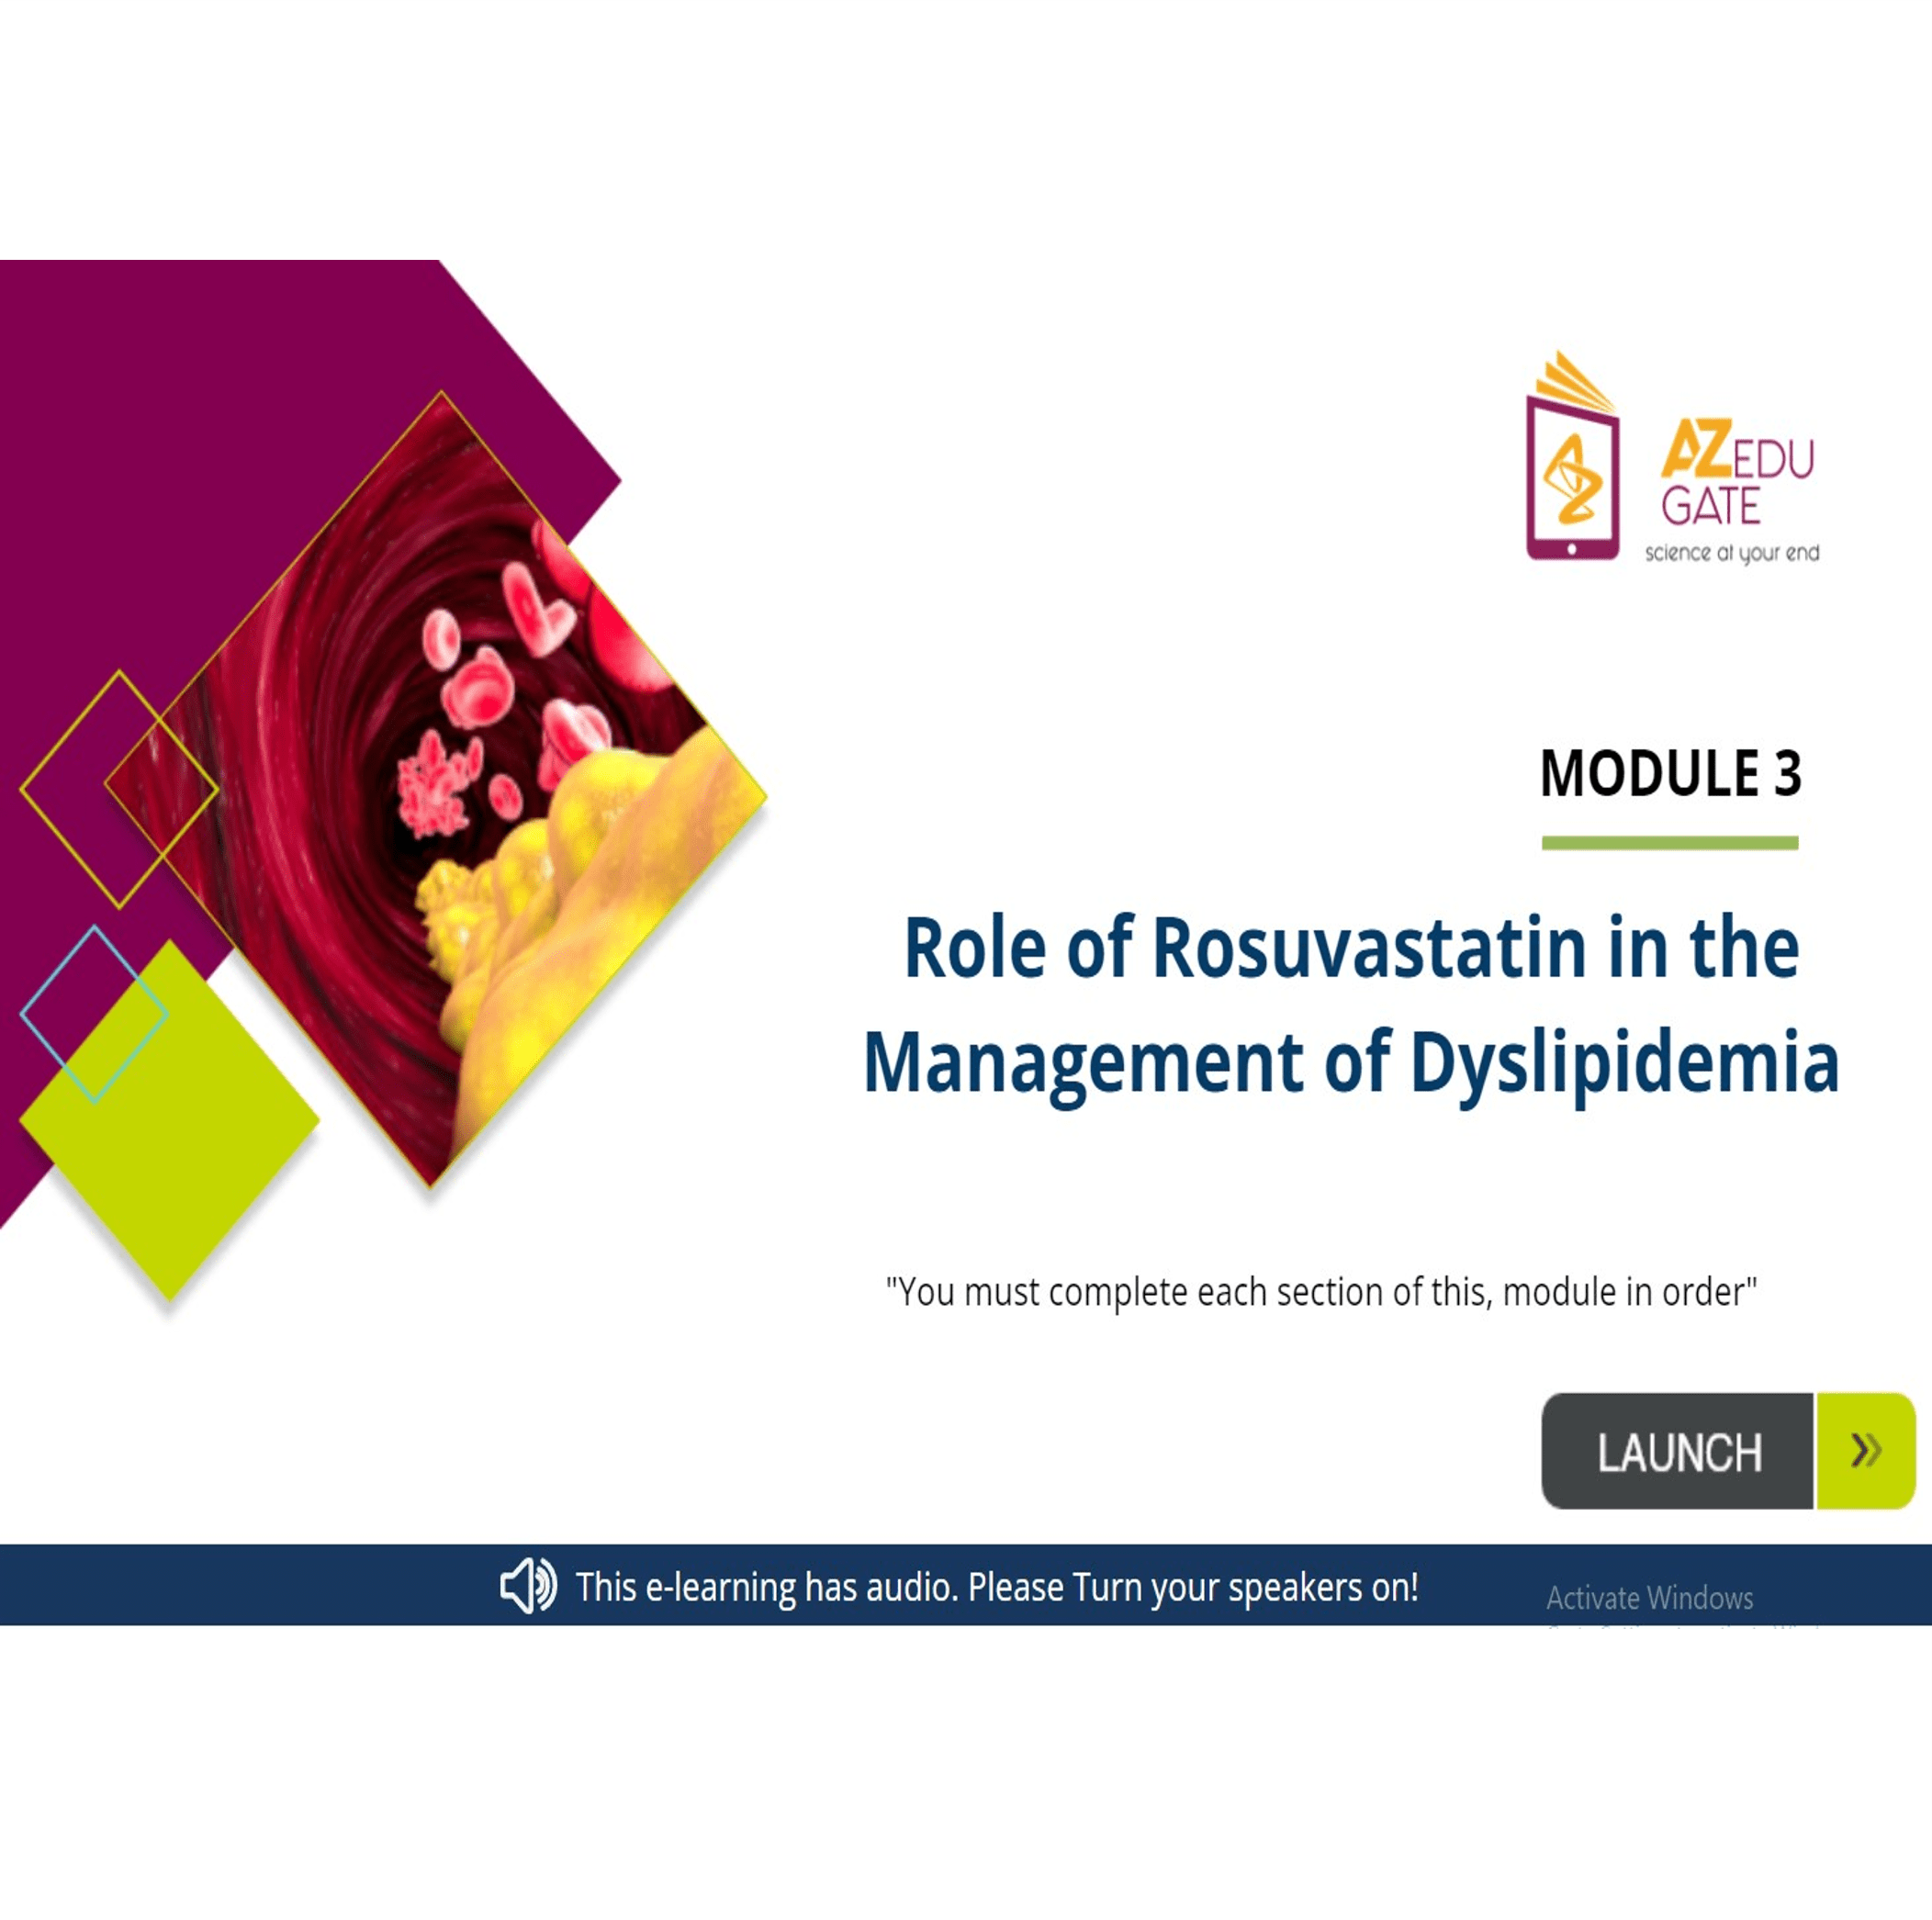 AZEDU
GATE
science at your end
MODULE 3
Role of Rosuvastatin in the
Management of Dyslipidemia
"You must complete each section of this, module in order"
LAUNCH
This e-learning has audio. Please Turn your speakers on!
Activate Windows